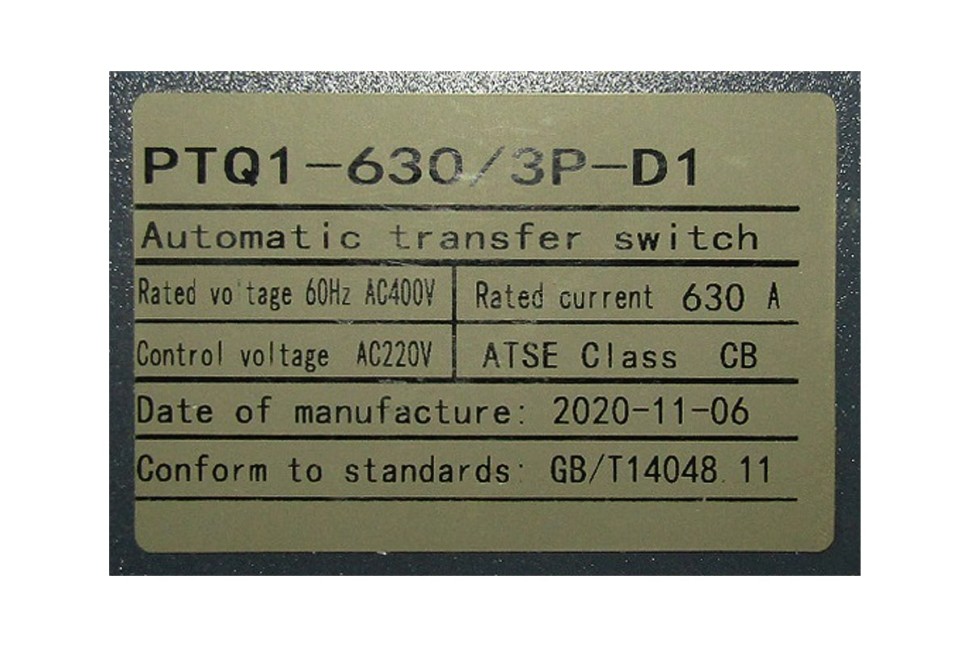 PTQ1-630/3P-D1
Automatic transfer switch
Rated voltage 60Hz AC400V Rated current 630 A
Control voltage AC220V ATSE Class CB
Date of manufacture: 2020-11-06
Conform to standards: GB/T14048.11